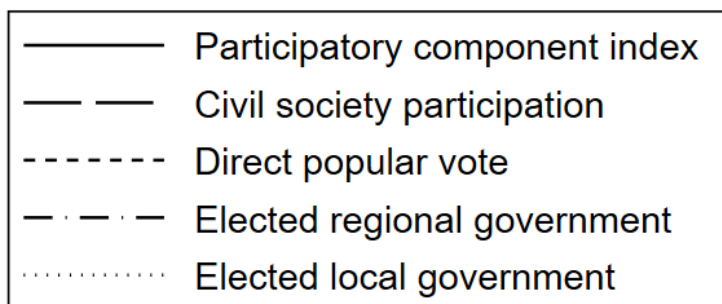 Participatory component index
Civil society participation
Direct popular vote
Elected regional government
Elected local government